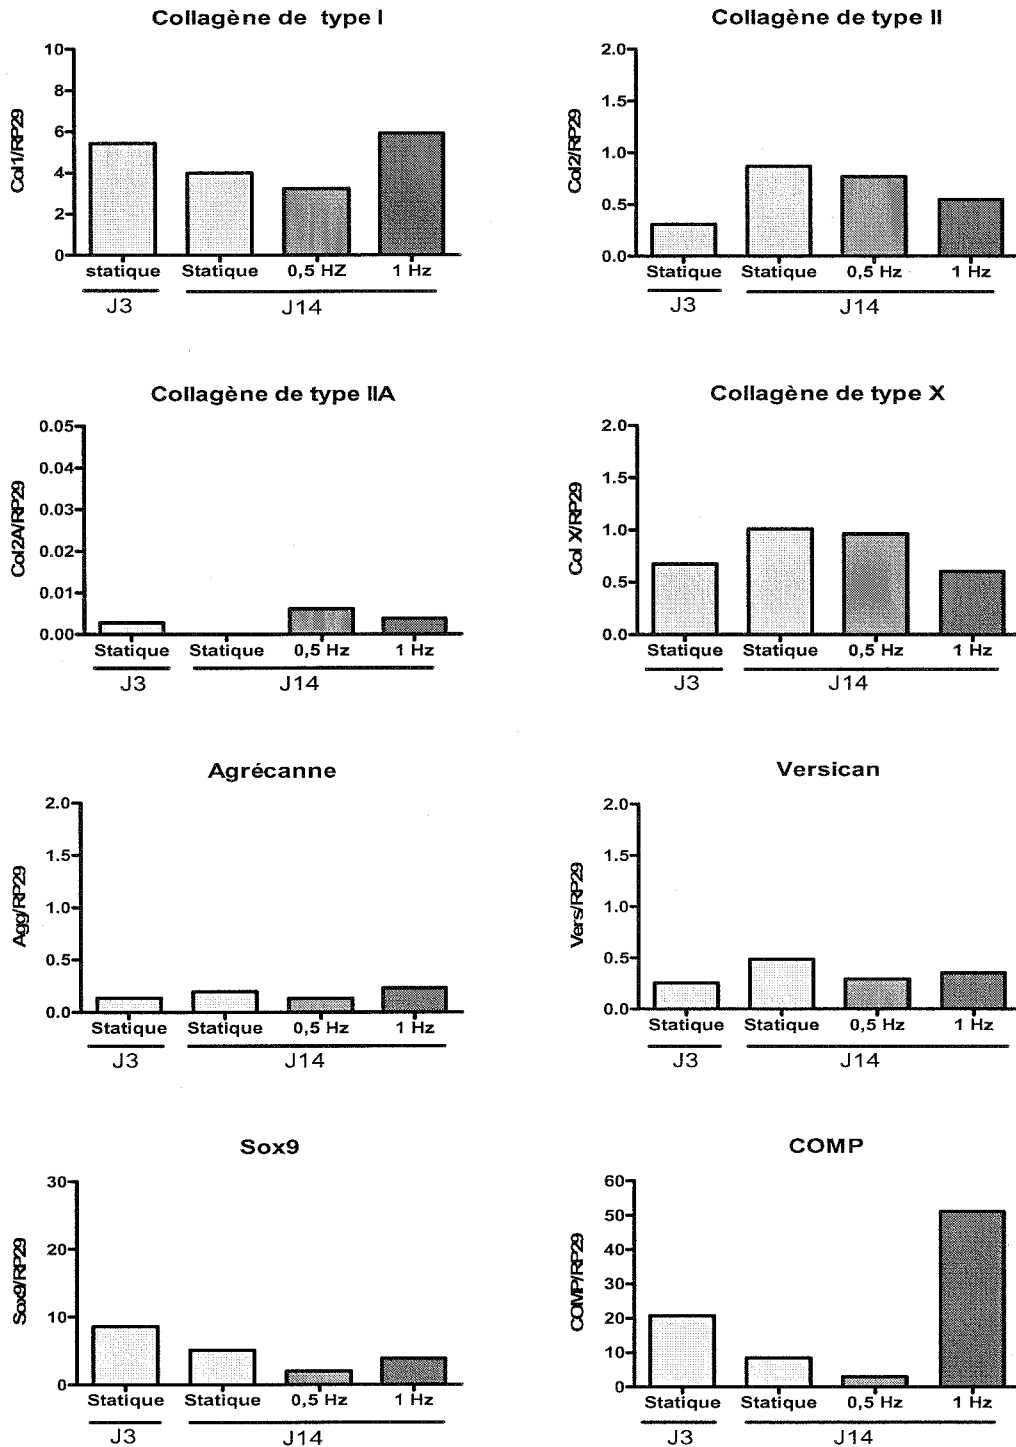 Collagène de type I
10
8
6
4
2
0
Col1/RP29
statique Statique 0,5 HZ 1 Hz
J3 J14
Collagène de type II
2.0
1.5
1.0
0.5
0.0
Col2/RP29
Statique Statique 0,5 Hz 1 Hz
J3 J14
Collagène de type IIA
0.05
0.04
0.03
0.02
0.01
0.00
Col2A/RP29
Statique Statique 0,5 Hz 1 Hz
J3 J14
Collagène de type X
2.0
1.5
1.0
0.5
0.0
Col X/RP29
Statique Statique 0,5 Hz 1 Hz
J3 J14
Agrécanne
2.0
1.5
1.0
0.5
0.0
Agg/RP29
Statique Statique 0,5 Hz 1 Hz
J3 J14
Versican
2.0
1.5
1.0
0.5
0.0
Vers/RP29
Statique Statique 0,5 Hz 1 Hz
J3 J14
Sox9
30
20
10
0
Sox9/RP29
Statique Statique 0,5 Hz 1 Hz
J3 J14
COMP
60
50
40
30
20
10
0
COMP/RP29
Statique Statique 0,5 Hz 1 Hz
J3 J14